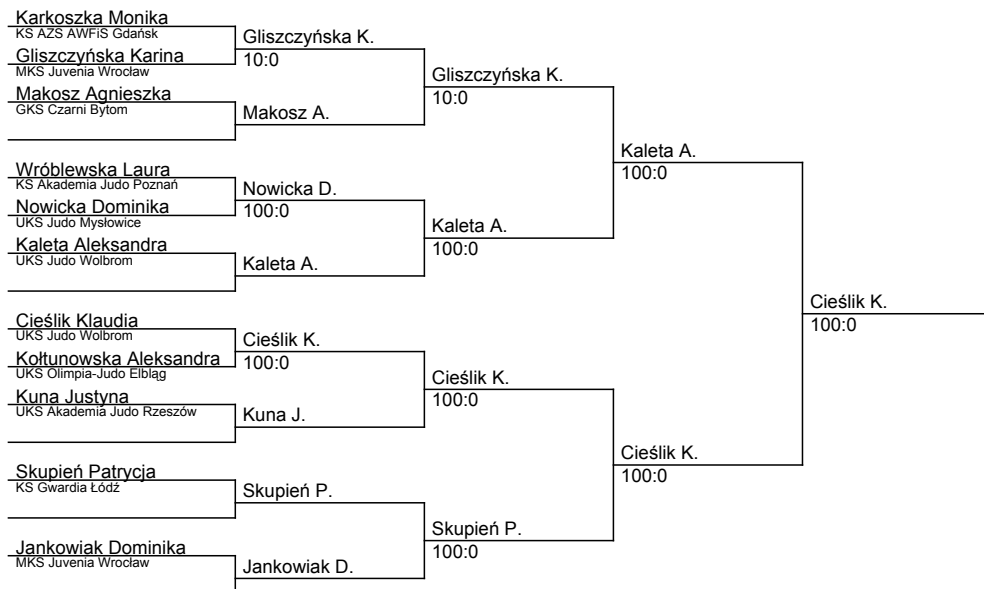 Karkoszka Monika
KS AZS AWFiS Gdańsk
Gliszczyńska Karina
MKS Juvenia Wrocław
Makosz Agnieszka
GKS Czarni Bytom
Wróblewska Laura
KS Akademia Judo Poznań
Nowicka Dominika
UKS Judo Mysłowice
Kaleta Aleksandra
UKS Judo Wolbrom
Cieślik Klaudia
UKS Judo Wolbrom
Kołtunowska Aleksandra
UKS Olimpia-Judo Elbląg
Kuna Justyna
UKS Akademia Judo Rzeszów
Skupień Patrycja
KS Gwardia Łódź
Jankowiak Dominika
MKS Juvenia Wrocław
Gliszczyńska K.
10:0
Makosz A.
Nowicka D.
100:0
Kaleta A.
Cieślik K.
100:0
Kuna J.
Skupień P.
Jankowiak D.
Gliszczyńska K.
10:0
Kaleta A.
100:0
Cieślik K.
100:0
Skupień P.
100:0
Kaleta A.
100:0
Cieślik K.
100:0
Cieślik K.
100:0